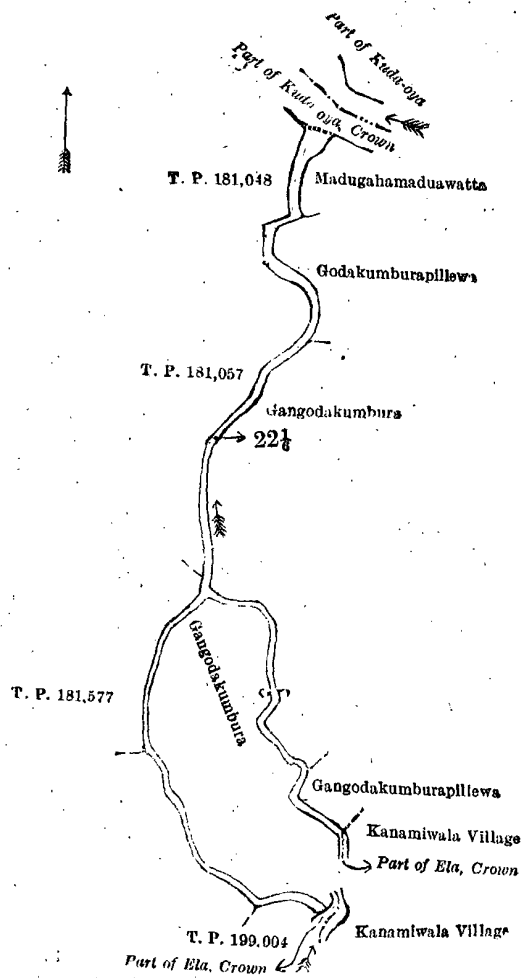 Part of Kuda-oya
Part of Kuda-oya, Crown
T. P. 181,048
Madugahamaduawatta
Godakumburapillewa
T. P. 181,057
Gangodakumbura
22⅙
Gangodakumbura
T. P. 181,577
Gangodakumburapillewa
Kanamiwala Village
Part of Ela, Crown
Kanamiwala Village
T. P. 199.004
Part of Ela, Crown